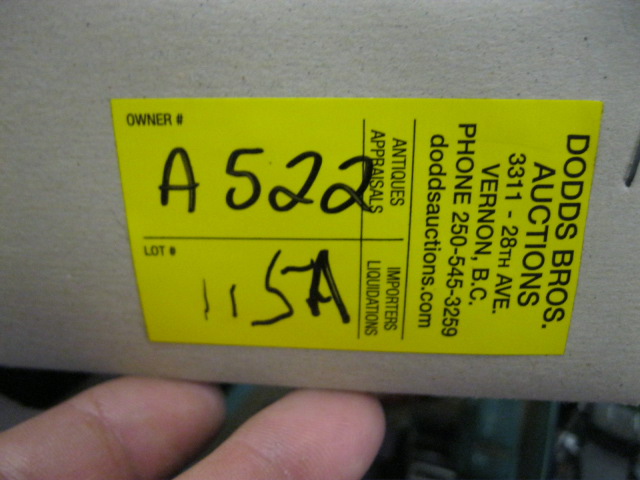 OWNER #
A 522
LOT #
ANTIQUES
APPRAISALS
IMPORTERS
LIQUIDATIONS
DODDS BROS.
AUCTIONS
3311 - 28TH AVE.
VERNON, B.C.
PHONE 250-545-3259
doddsauctions.com